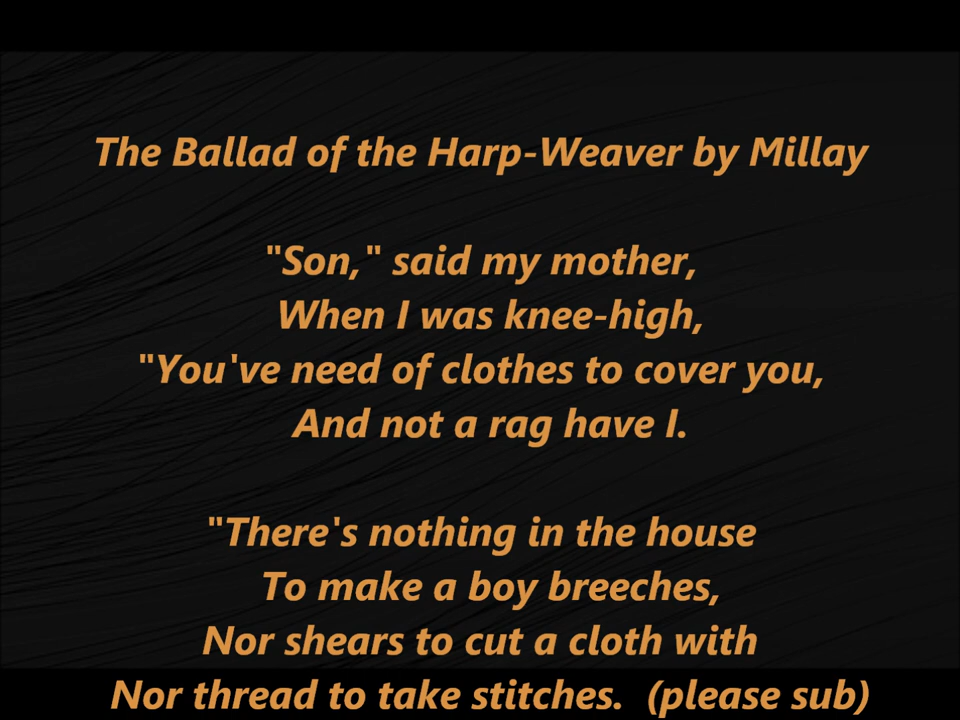 The Ballad of the Harp-Weaver by Millay
"Son," said my mother,
When I was knee-high,
"You've need of clothes to cover you,
And not a rag have I.
"There's nothing in the house
To make a boy breeches,
Nor shears to cut a cloth with
Nor thread to take stitches.  (please sub)